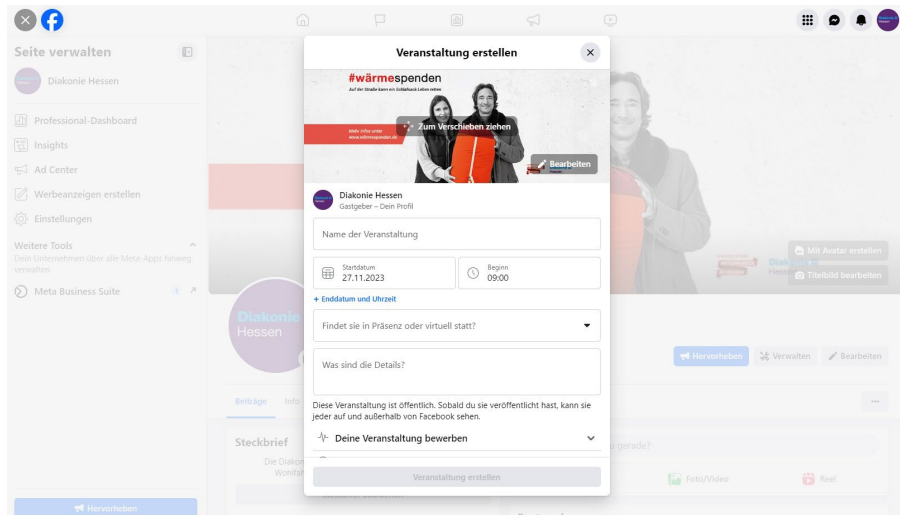 Seite verwalten
Diakonie Hessen
Professional-Dashboard
Insights
Ad Center
Werbeanzeigen erstellen
Einstellungen
Weitere Tools
Dein Unternehmen über alle Meta-Apps hinweg
verwalten
Meta Business Suite
Hervorheben
Veranstaltung erstellen
#wärmespenden
Auf der Straße kann ein Schlafsack Leben retten
Mehr Infos unter
www.waermespenden.de
Zum Verschieben ziehen
Bearbeiten
Diakonie Hessen
Gastgeber – Dein Profil
Name der Veranstaltung
Startdatum
27.11.2023
Beginn
09:00
+ Enddatum und Uhrzeit
Findet sie in Präsenz oder virtuell statt?
Was sind die Details?
Diese Veranstaltung ist öffentlich. Sobald du sie veröffentlicht hast, kann sie
jeder auf und außerhalb von Facebook sehen.
Deine Veranstaltung bewerben
Veranstaltung erstellen
Mit Avatar erstellen
Titelbild bearbeiten
Diakonie
Hessen
Hervorheben
Verwalten
Bearbeiten
Beiträge
Info
Steckbrief
Die Diakon
gerade?
Foto/Video
Reel